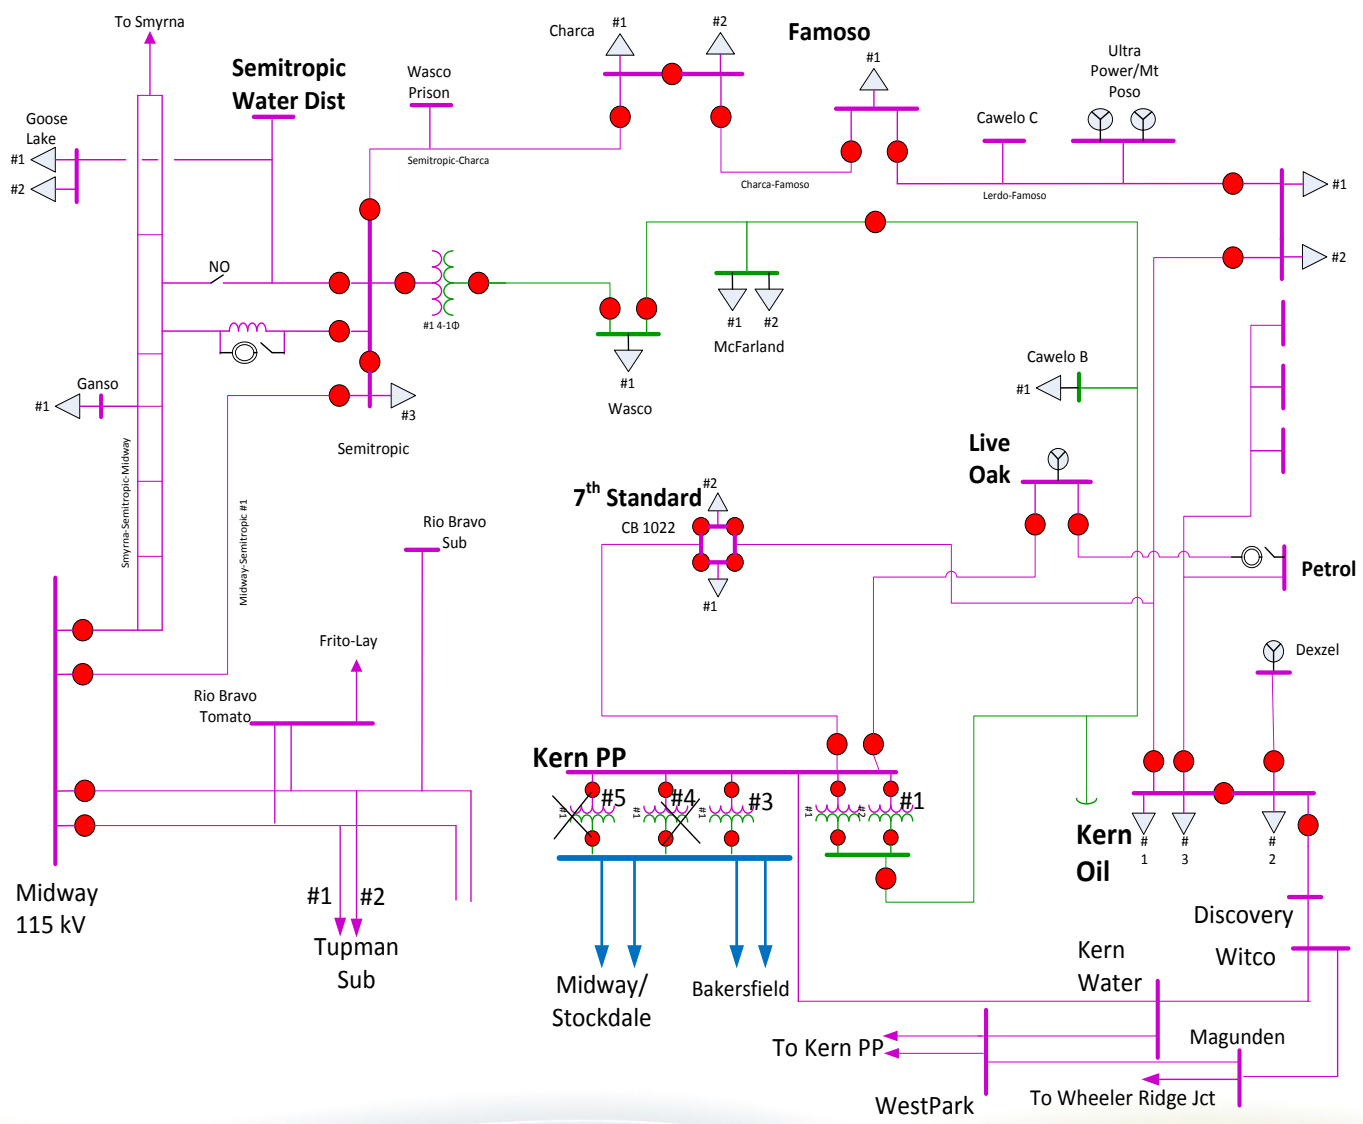 To Smyrna
Semitropic
Water Dist
Wasco
Prison
Charca
#1
#2
Famoso
#1
Ultra
Power/Mt
Poso
Cawelo C
Goose
Lake
#1
#2
Semitropic-Charca
Charca-Famoso
Lerdo-Famoso
#1
#2
NO
#1 4-1Φ
#1
#2
McFarland
#1
Wasco
Cawelo B
#1
Ganso
#1
#3
Semitropic
Smyrna-Semitropic-Midway
Midway-Semitropic #1
Live
Oak
7th Standard
#2
CB 1022
#1
Rio Bravo
Sub
Petrol
Frito-Lay
Rio Bravo
Tomato
Dexzel
Kern PP
#5
#4
#3
#1
#1
#1
#1
#1
#2
Kern
Oil
#
1
#
3
#
2
Midway
115 kV
#1
#2
Tupman
Sub
Midway/
Stockdale
Bakersfield
Discovery
Witco
Kern
Water
Magunden
To Kern PP
WestPark
To Wheeler Ridge Jct